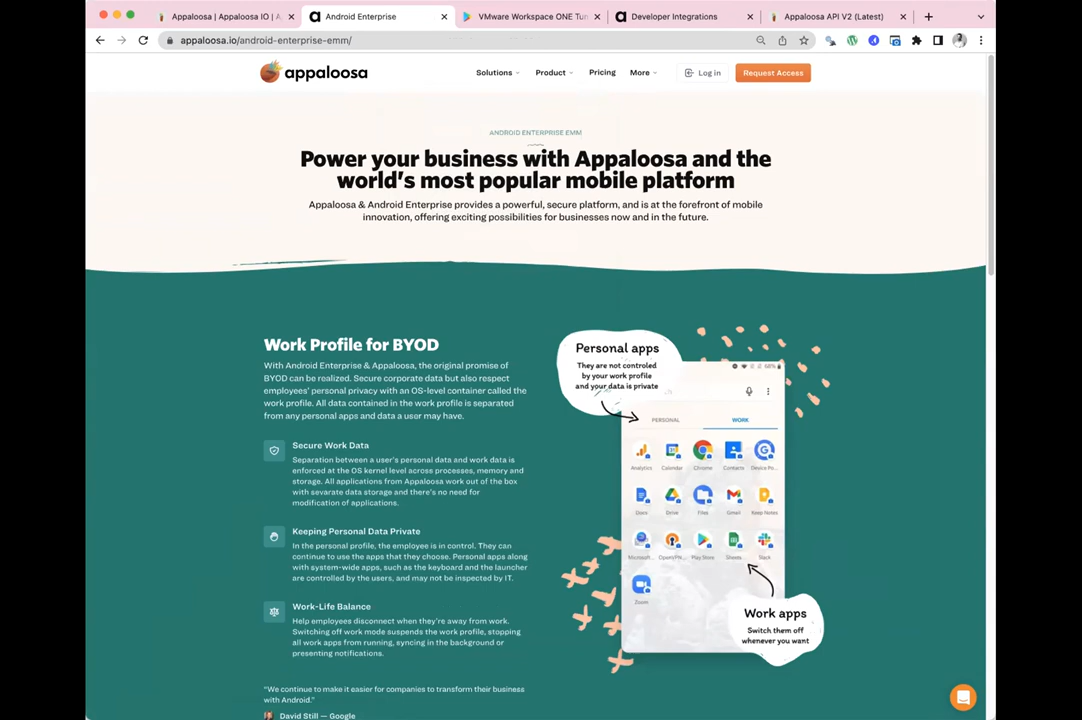 Appaloosa | Appaloosa IO | A
Android Enterprise
VMware Workspace ONE Tun
Developer Integrations
Appaloosa API V2 (Latest)
appaloosa.io/android-enterprise-emm/
appaloosa
Solutions
Product
Pricing
More
Log in
Request Access
ANDROID ENTERPRISE EMM
Power your business with Appaloosa and the
world's most popular mobile platform
Appaloosa & Android Enterprise provides a powerful, secure platform, and is at the forefront of mobile
innovation, offering exciting possibilities for businesses now and in the future.
Work Profile for BYOD
With Android Enterprise & Appaloosa, the original promise of
BYOD can be realized. Secure corporate data but also respect
employees' personal privacy with an OS-level container called the
work profile. All data contained in the work profile is separated
from any personal apps and data a user may have.
Secure Work Data
Separation between a user's personal data and work data is
enforced at the OS kernel level across processes, memory and
storage. All applications from Appaloosa work out of the box
with sevarate data storage and there's no need for
modification of applications.
Keeping Personal Data Private
In the personal profile, the employee is in control. They can
continue to use the apps that they choose. Personal apps along
with system-wide apps, such as the keyboard and the launcher
are controlled by the users, and may not be inspected by IT.
Work-Life Balance
Help employees disconnect when they're away from work.
Switching off work mode suspends the work profile, stopping
all work apps from running, syncing in the background or
presenting notifications.
"We continue to make it easier for companies to transform their business
with Android."
David Still — Google
Personal apps
They are not controled
by your work profile
and your data is private
68%
PERSONAL
WORK
Analytics
Calendar
Chrome
Contacts
Device Po...
Docs
Drive
Files
Gmail
Keep Notes
Microsoft...
OpenVPN...
Play Store
Sheets
Slack
Zoom
Work apps
Switch them off
whenever you want